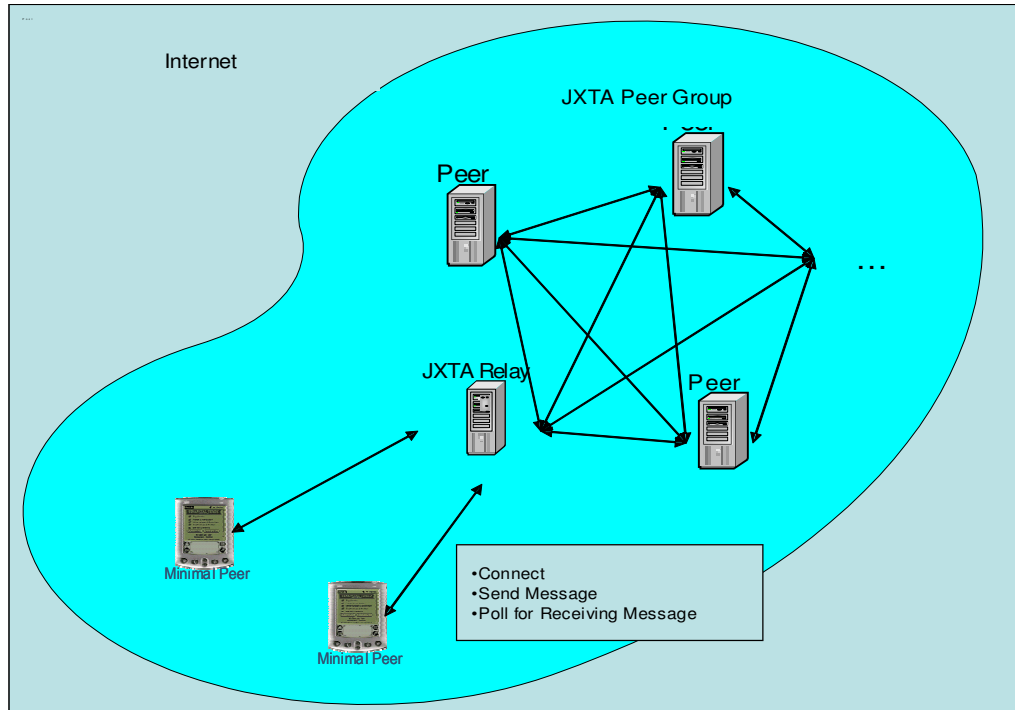 Internet
JXTA Peer Group
Peer
Peer
...
JXTA Relay
Peer
Minimal Peer
•Connect
•Send Message
•Poll for Receiving Message
Minimal Peer